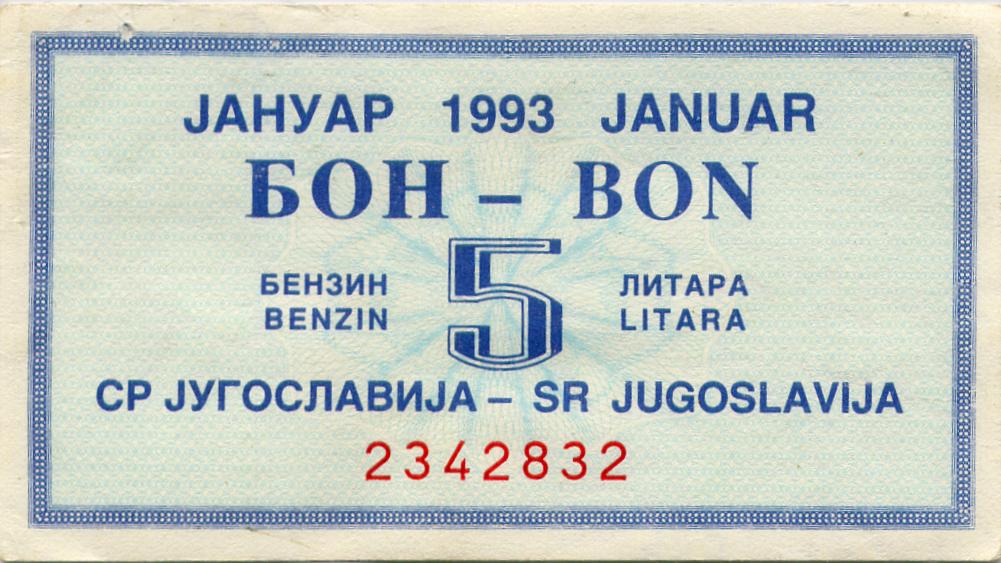 ЈАНУАР 1993 JANUAR
БОН – BON
БЕНЗИН 5 ЛИТАРА
BENZIN LITARA
СР ЈУГОСЛАВИЈА – SR JUGOSLAVIJA
2342832